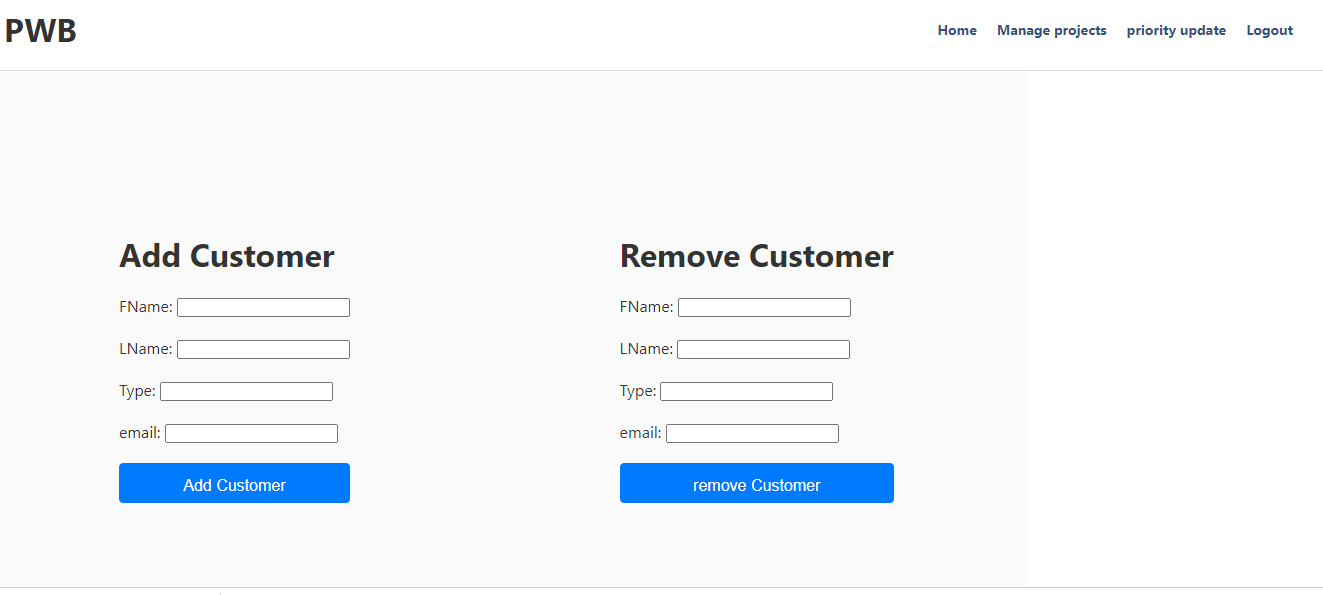 PWB
Home Manage projects priority update Logout
Add Customer
FName:
LName:
Type:
email:
Add Customer
Remove Customer
FName:
LName:
Type:
email:
remove Customer